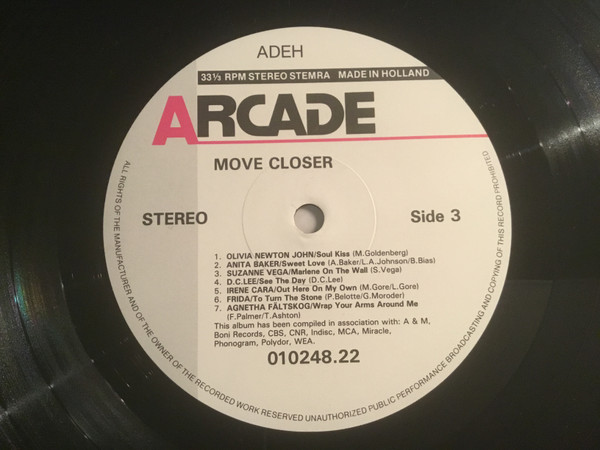 ADEH
33⅓ RPM STEREO STEMRA MADE IN HOLLAND
ARCADE
MOVE CLOSER
STEREO
Side 3
1. OLIVIA NEWTON JOHN/Soul Kiss (M.Goldenberg)
2. ANITA BAKER/Sweet Love (A.Baker/L.A.Johnson/B.Bias)
3. SUZANNE VEGA/Marlene On The Wall (S.Vega)
4. D.C.LEE/See The Day (D.C.Lee)
5. IRENE CARA/Out Here On My Own (M.Gore/L.Gore)
6. FRIDA/To Turn The Stone (P.Belotte/G.Moroder)
7. AGNETHA FÄLTSKOG/Wrap Your Arms Around Me
(F.Palmer/T.Ashton)
This album has been compiled in association with: A & M,
Boni Records, CBS, CNR, Indisc, MCA, Miracle,
Phonogram, Polydor, WEA.
010248.22
ALL RIGHTS OF THE MANUFACTURER AND OF THE OWNER OF THE RECORDED WORK RESERVED UNAUTHORIZED PUBLIC PERFORMANCE BROADCASTING AND COPYING OF THIS RECORD PROHIBITED